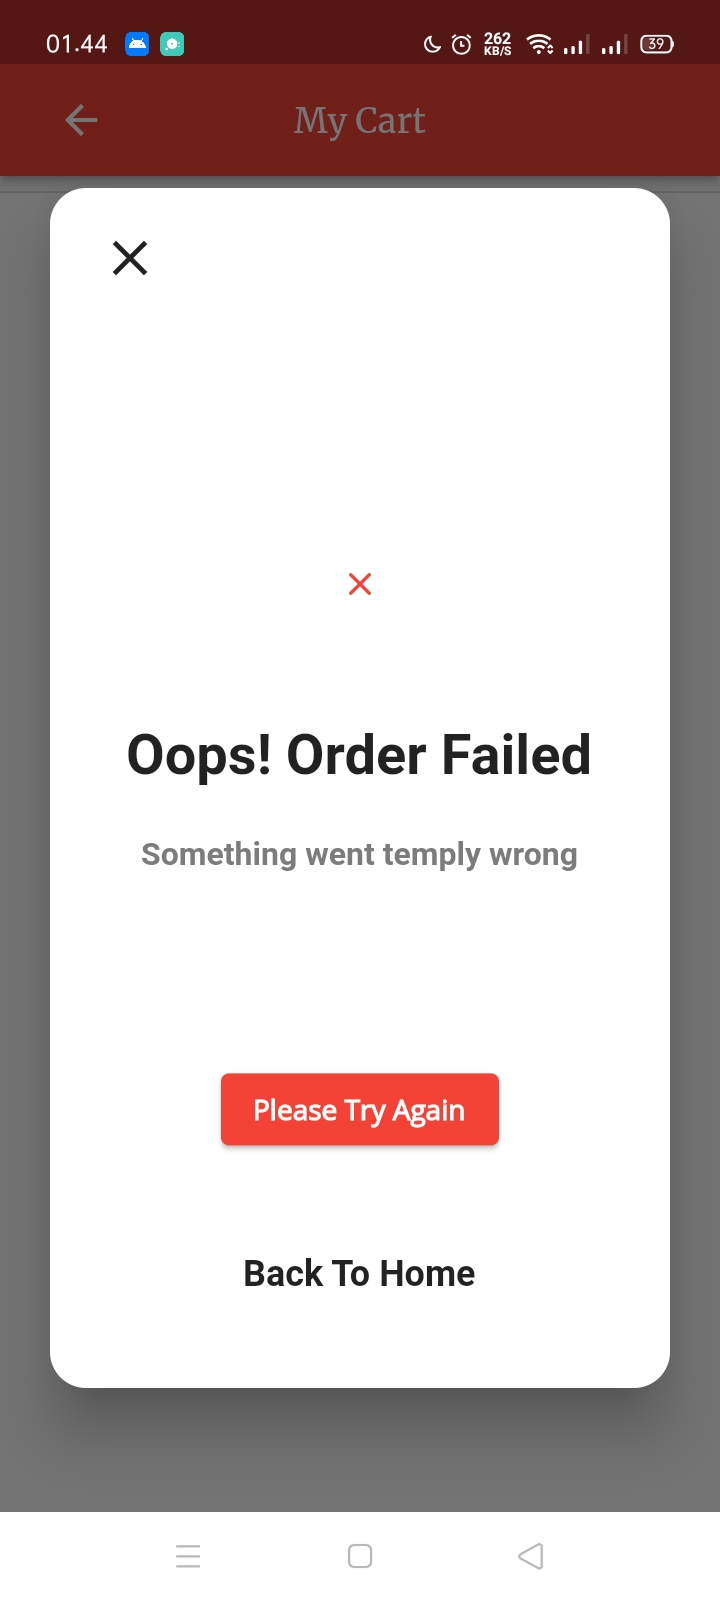 01.44
262
KB/S
39
My Cart
Oops! Order Failed
Something went temply wrong
Please Try Again
Back To Home